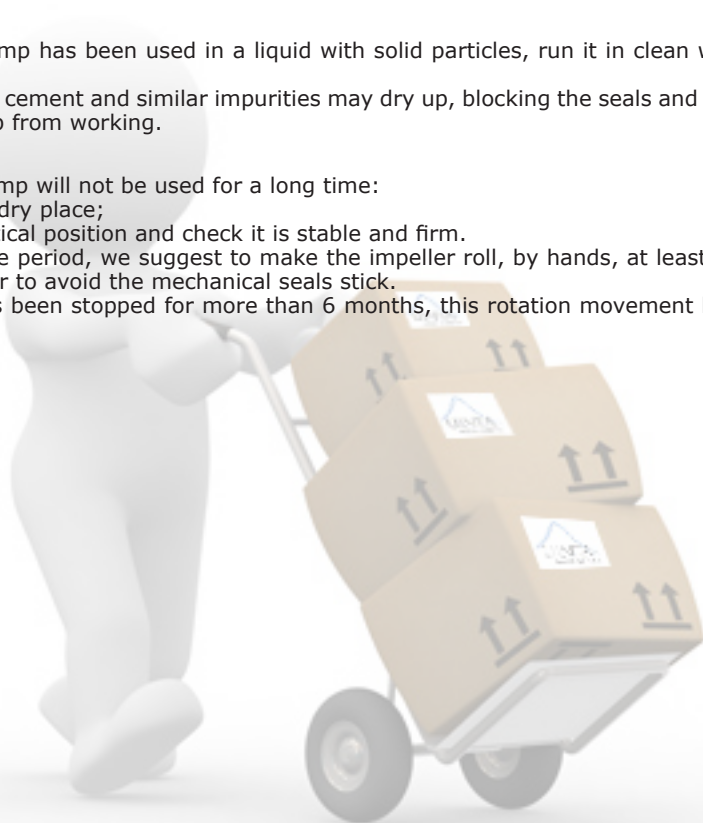 mp has been used in a liquid with solid particles, run it in clean w
cement and similar impurities may dry up, blocking the seals and
p from working.
mp will not be used for a long time:
dry place;
ical position and check it is stable and firm.
e period, we suggest to make the impeller roll, by hands, at least
r to avoid the mechanical seals stick.
s been stopped for more than 6 months, this rotation movement